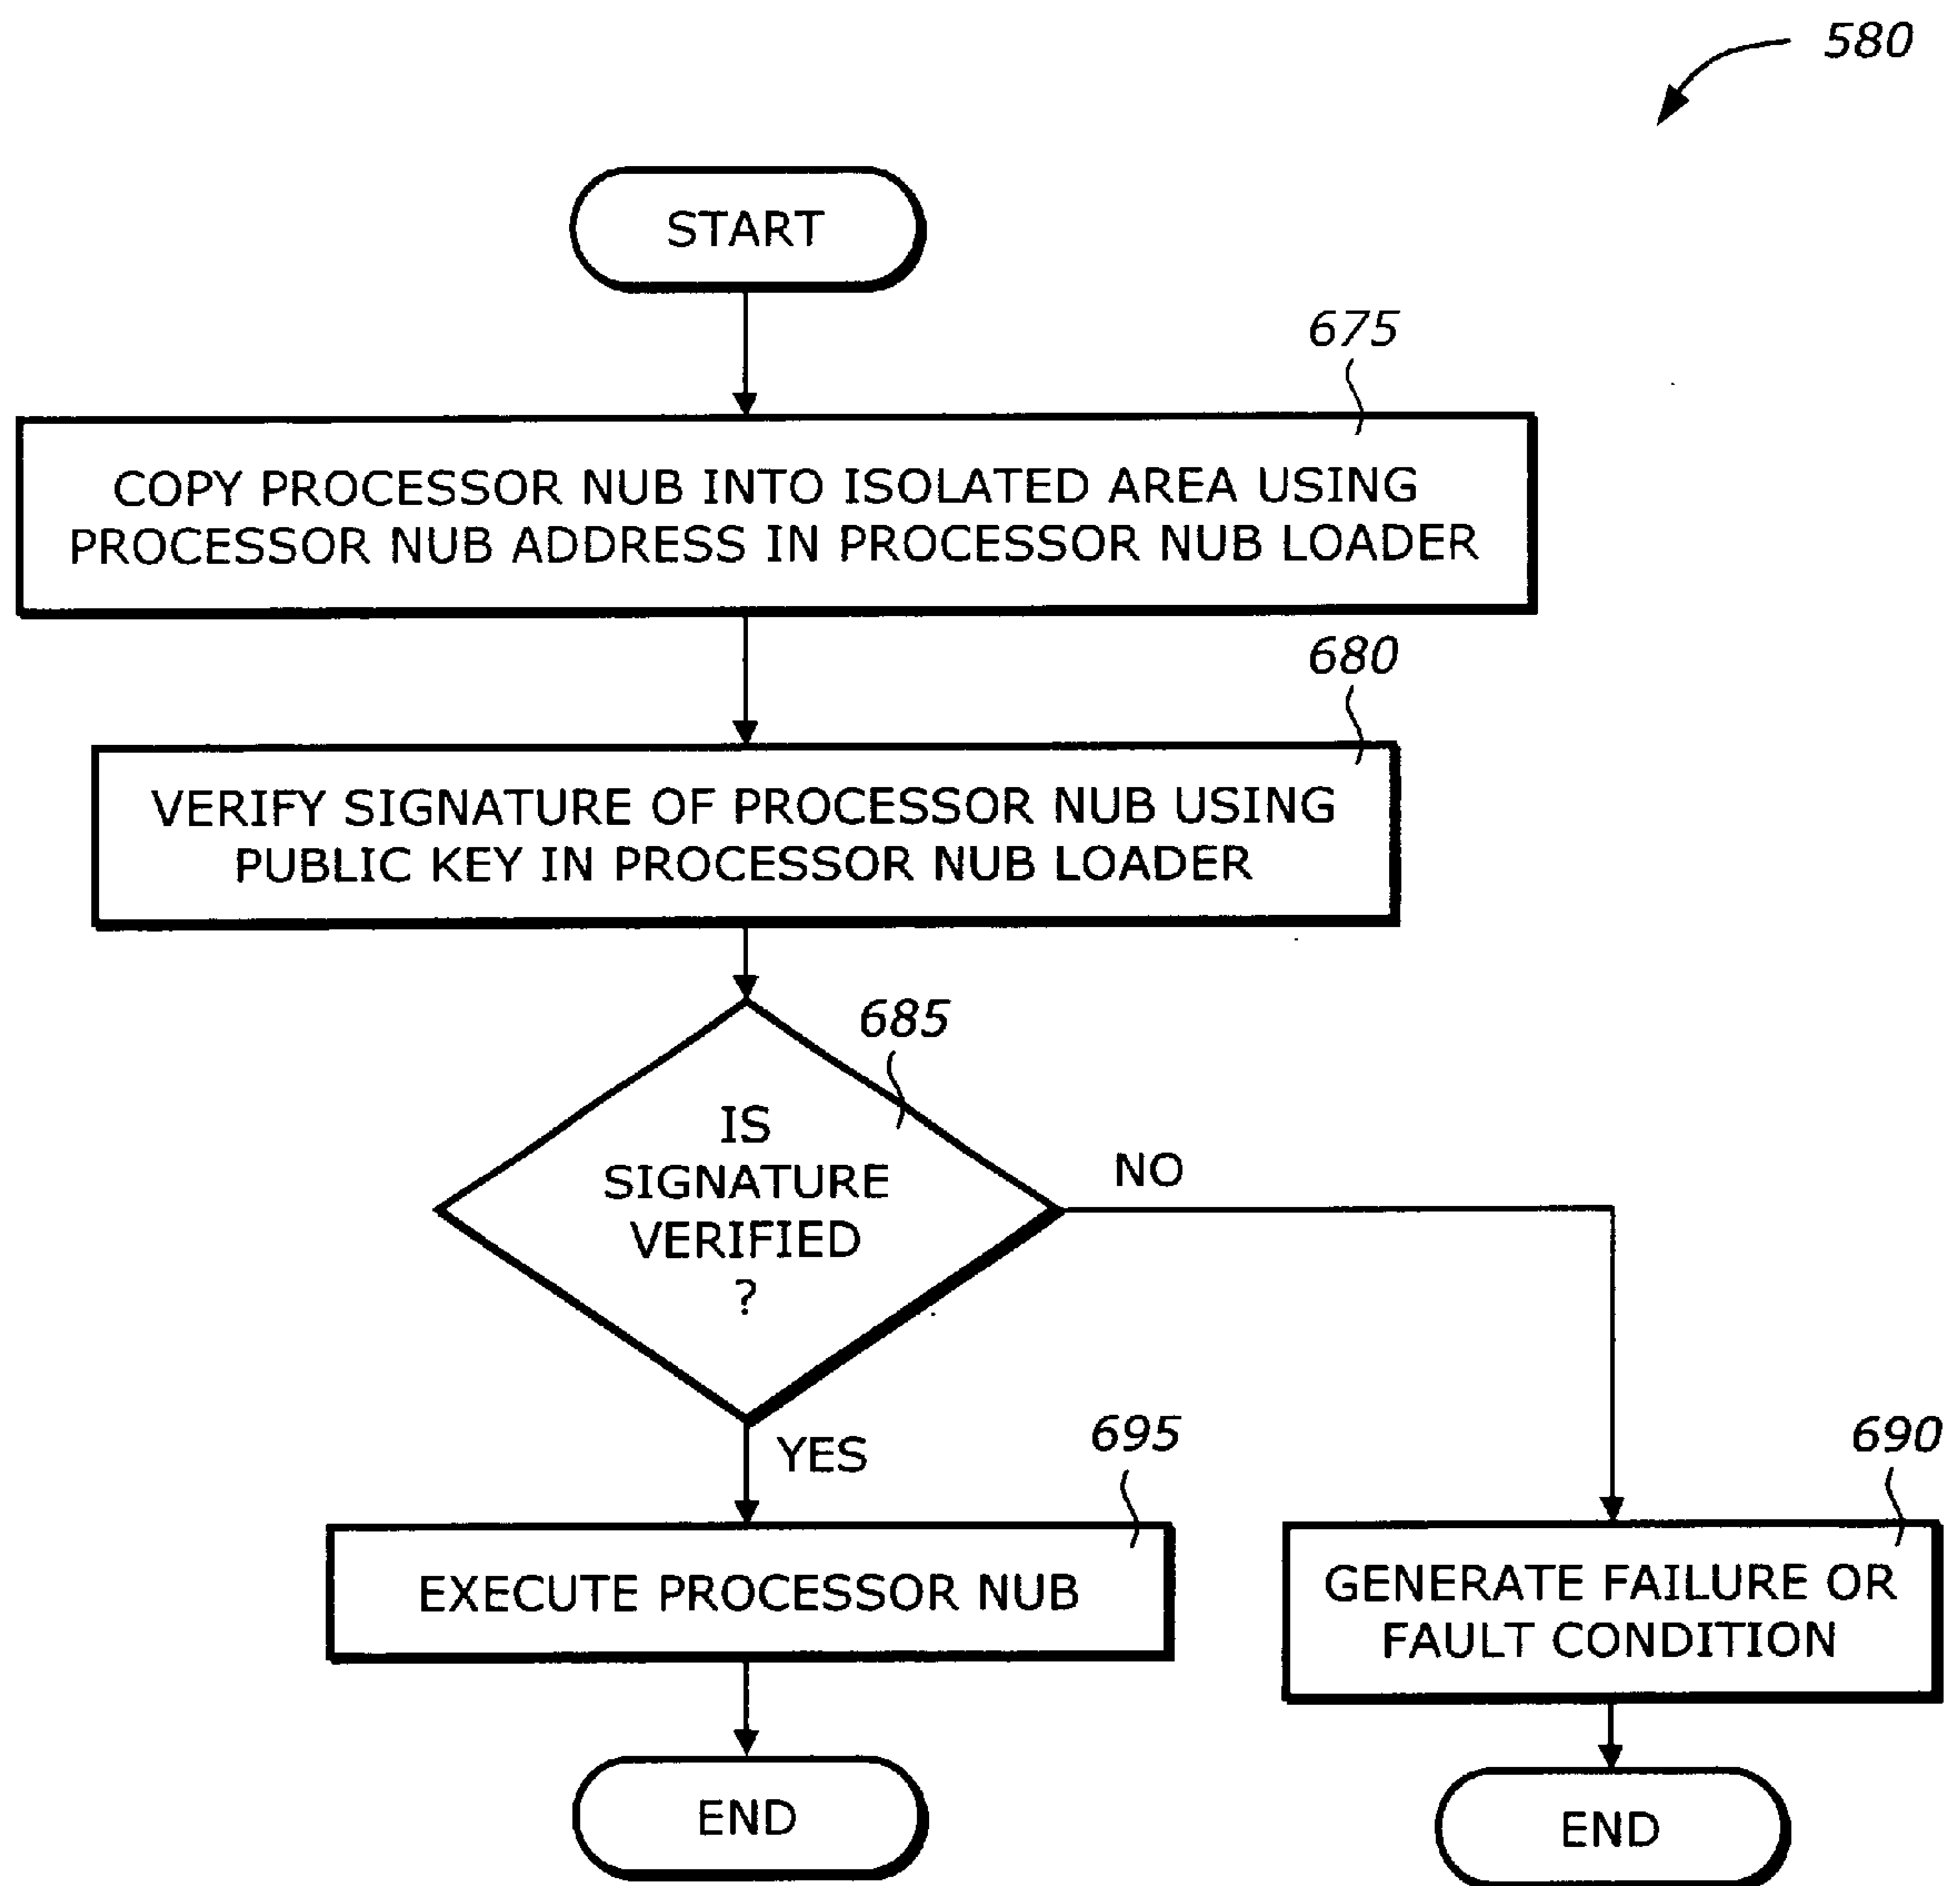 580
START
675
COPY PROCESSOR NUB INTO ISOLATED AREA USING
PROCESSOR NUB ADDRESS IN PROCESSOR NUB LOADER
680
VERIFY SIGNATURE OF PROCESSOR NUB USING
PUBLIC KEY IN PROCESSOR NUB LOADER
685
IS
SIGNATURE
VERIFIED
?
NO
YES
695
690
EXECUTE PROCESSOR NUB
GENERATE FAILURE OR
FAULT CONDITION
END
END